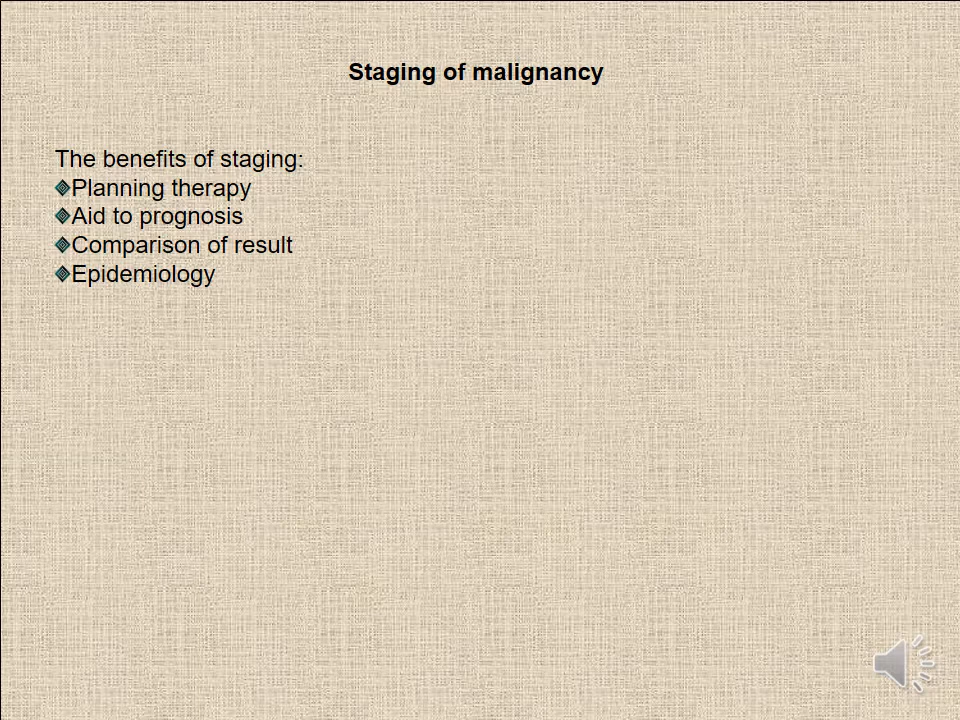 Staging of malignancy
The benefits of staging:
Planning therapy
Aid to prognosis
Comparison of result
Epidemiology